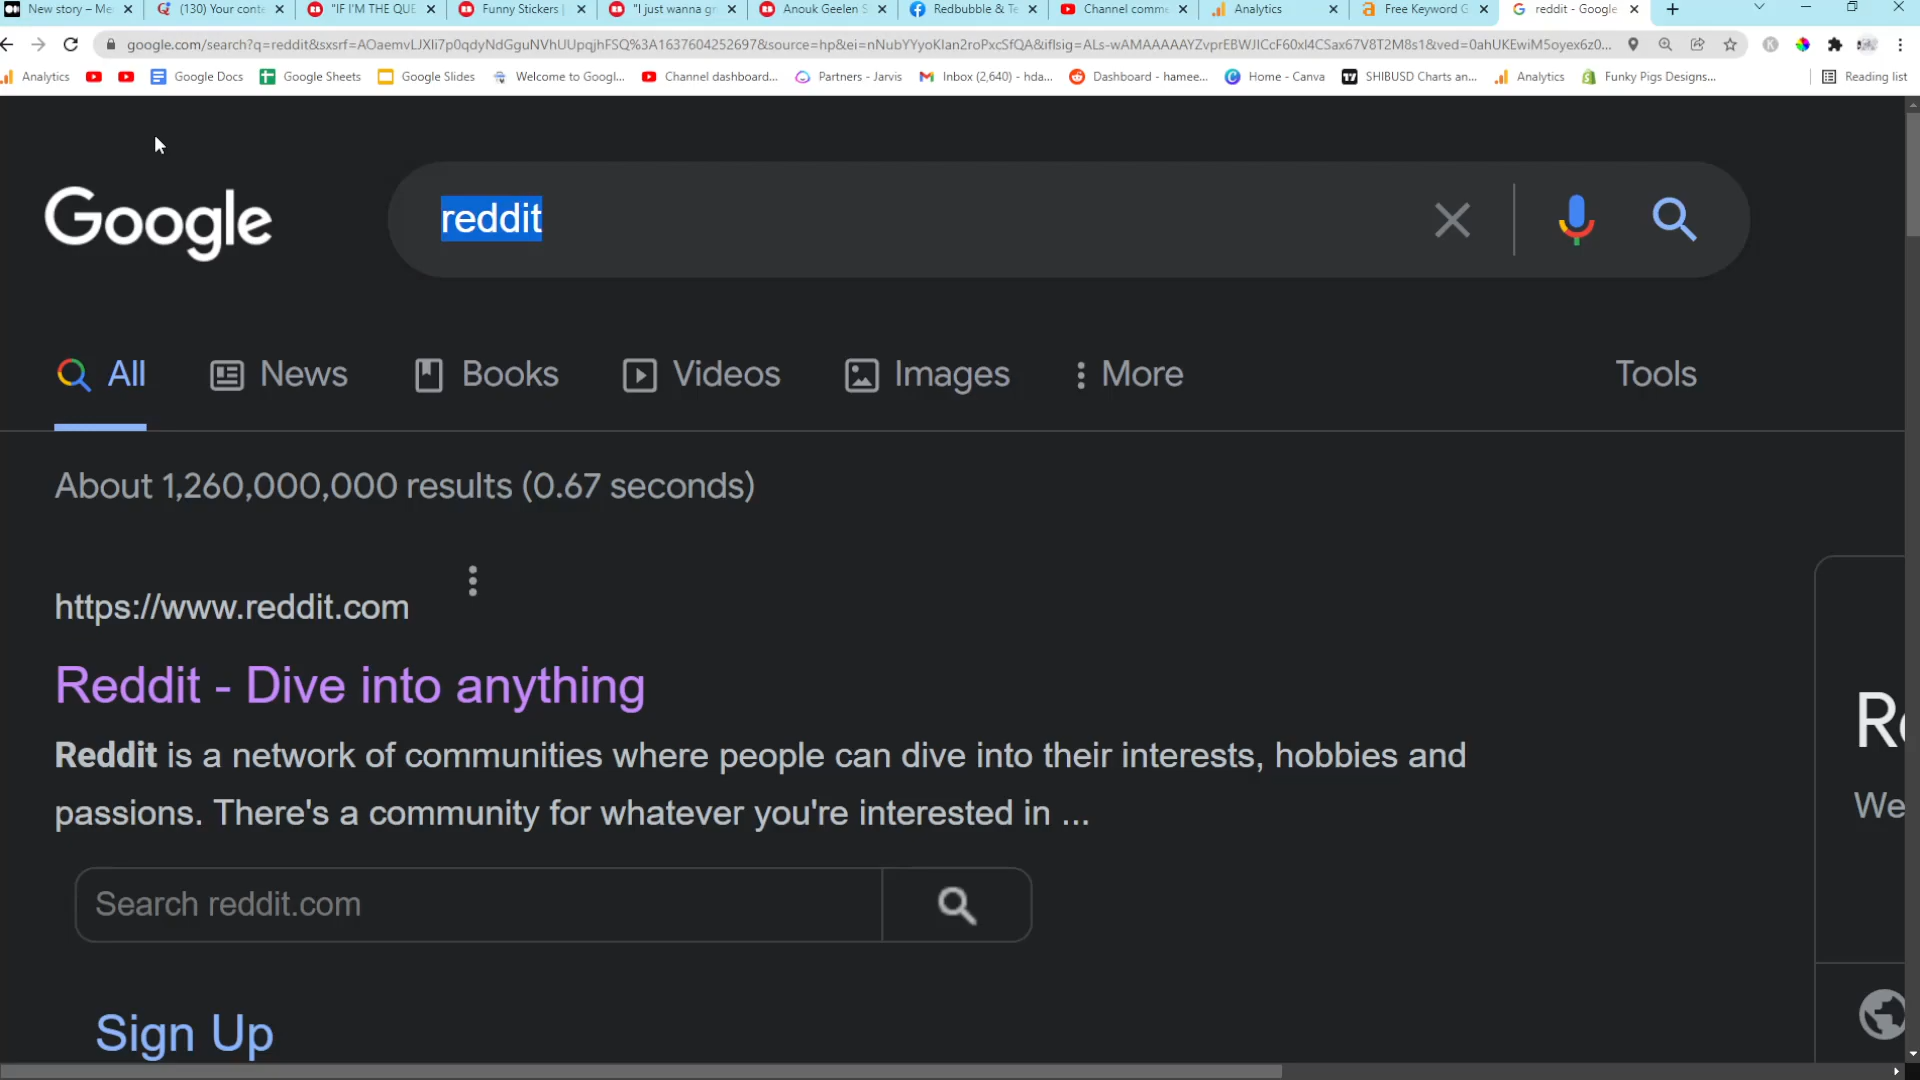 New story – Me
(130) Your conte
"IF I'M THE QUE
Funny Stickers |
"I just wanna gr
Anouk Geelen S
Redbubble & Te
Channel comme
Analytics
Free Keyword G
reddit - Google
google.com/search?q=reddit&sxsrf=AOaemvLJXli7p0qdyNdGguNVhUUpqjhFSQ%3A1637604252697&source=hp&ei=nNubYYyoKlan2roPxcSfQA&iflsig=ALs-wAMAAAAAYZvprEBWJlCcF60xl4CSax67V8T2M8s1&ved=0ahUKEwiM5oyex6z0...
Analytics
Google Docs
Google Sheets
Google Slides
Welcome to Googl...
Channel dashboard...
Partners - Jarvis
Inbox (2,640) - hda...
Dashboard - hamee...
Home - Canva
SHIBUSD Charts an...
Analytics
Funky Pigs Designs...
Reading list
Google
reddit
All
News
Books
Videos
Images
More
Tools
About 1,260,000,000 results (0.67 seconds)
https://www.reddit.com
Reddit - Dive into anything
Reddit is a network of communities where people can dive into their interests, hobbies and
passions. There's a community for whatever you're interested in ...
Search reddit.com
Sign Up
Re
We